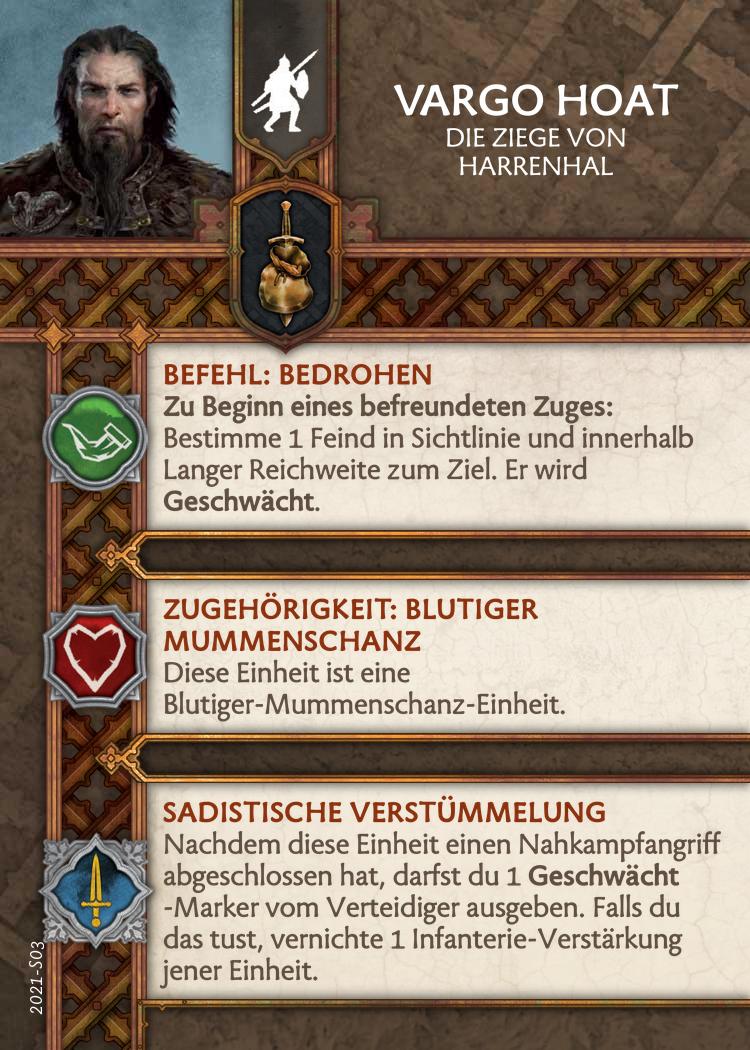 VARGO HOAT
DIE ZIEGE VON
HARRENHAL
BEFEHL: BEDROHEN
Zu Beginn eines befreundeten Zuges:
Bestimme 1 Feind in Sichtlinie und innerhalb
Langer Reichweite zum Ziel. Er wird
Geschwächt.
ZUGEHÖRIGKEIT: BLUTIGER
MUMMENSCHANZ
Diese Einheit ist eine
Blutiger-Mummenschanz-Einheit.
SADISTISCHE VERSTÜMMELUNG
Nachdem diese Einheit einen Nahkampfangriff
abgeschlossen hat, darfst du 1 Geschwächt
-Marker vom Verteidiger ausgeben. Falls du
das tust, vernichte 1 Infanterie-Verstärkung
jener Einheit.
2021-S03